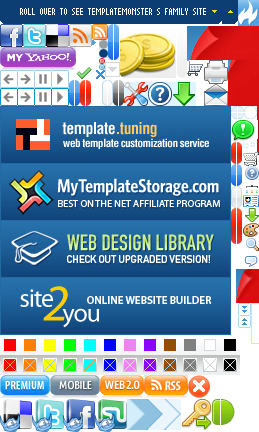 ROLL OVER TO SEE TEMPLATEMONSTER S FAMILY SITE
MY YAHOO!
template.tuning
web template customization service
MyTemplateStorage.com
BEST ON THE NET AFFILIATE PROGRAM
WEB DESIGN LIBRARY
CHECK OUT UPGRADED VERSION!
site2you
ONLINE WEBSITE BUILDER
PREMIUM
MOBILE
WEB 2.0
RSS